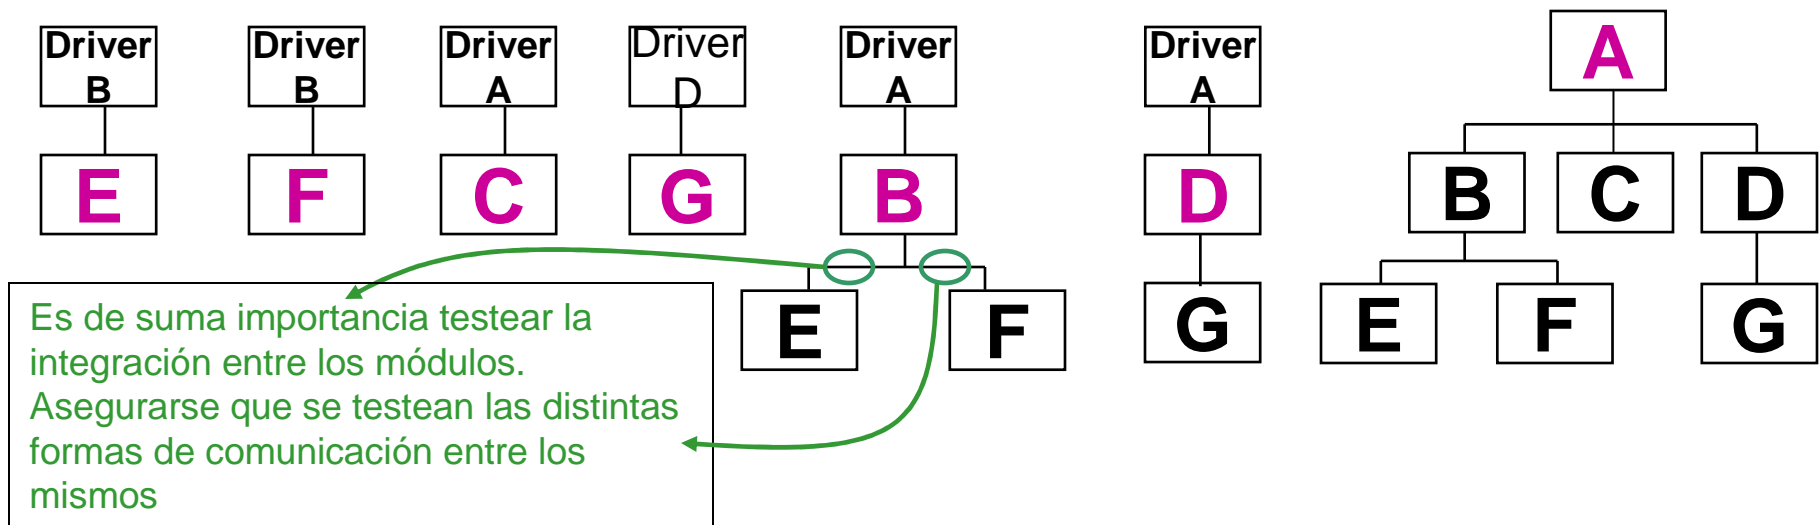 Driver
B
E
Driver
B
F
Driver
A
C
Driver
D
G
Driver
A
B
E
F
Driver
A
D
G
A
B
C
D
E
F
G
Es de suma importancia testear la
integración entre los módulos.
Asegurarse que se testean las distintas
formas de comunicación entre los
mismos